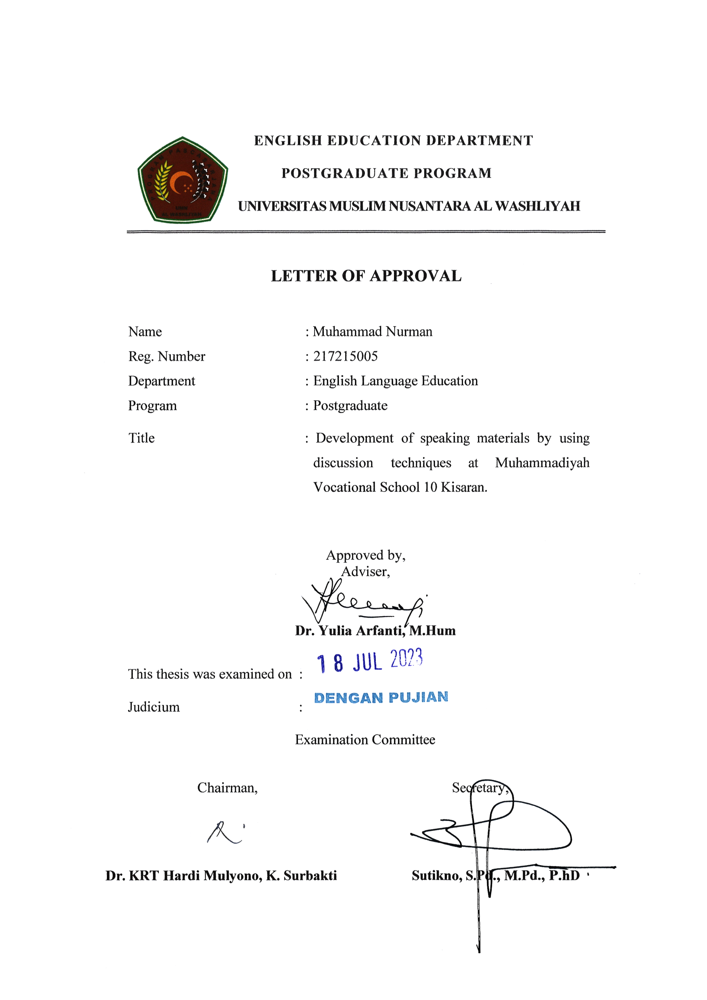 PROGRAM PASCASARJANA
UMN
AL WASHLIYAH
ENGLISH EDUCATION DEPARTMENT
POSTGRADUATE PROGRAM
UNIVERSITAS MUSLIM NUSANTARA AL WASHLIYAH
LETTER OF APPROVAL
Name : Muhammad Nurman
Reg. Number : 217215005
Department : English Language Education
Program : Postgraduate
Title : Development of speaking materials by using
discussion techniques at Muhammadiyah
Vocational School 10 Kisaran.
Approved by,
Adviser,
Dr. Yulia Arfanti, M.Hum
This thesis was examined on : 18 JUL 2023
Judicium : DENGAN PUJIAN
Examination Committee
Chairman, Secretary,
Dr. KRT Hardi Mulyono, K. Surbakti Sutikno, S.Pd., M.Pd., P.hD